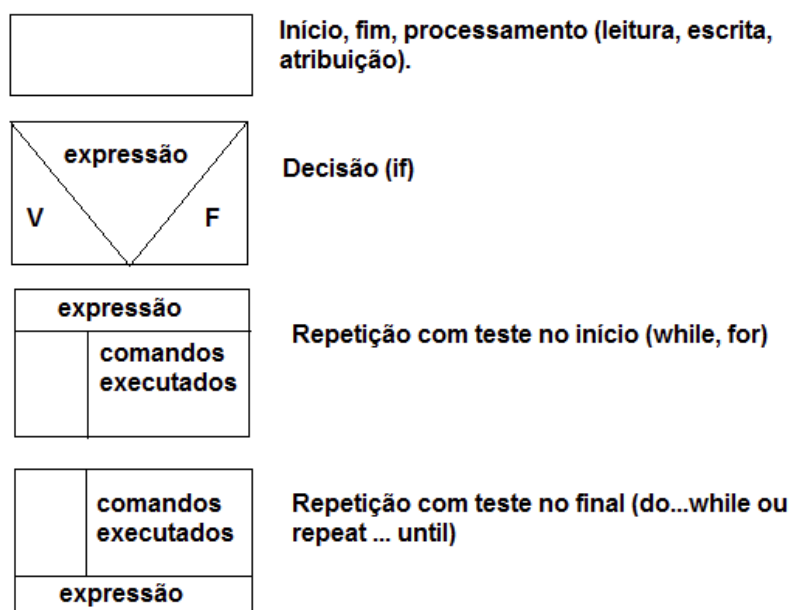 Início, fim, processamento (leitura, escrita,
atribuição).
expressão
V
F
Decisão (if)
expressão
comandos
executados
Repetição com teste no início (while, for)
comandos
executados
expressão
Repetição com teste no final (do...while ou
repeat ... until)